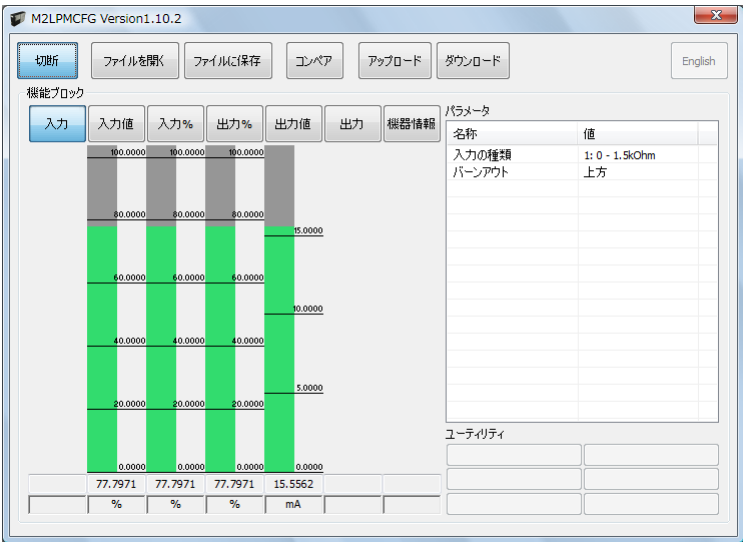 M2LPMCFG Version1.10.2
切断 ファイルを開く ファイルに保存 コンペア アップロード ダウンロード English
機能ブロック
入力 入力値 入力% 出力% 出力値 出力 機器情報
100.0000 100.0000 100.0000
80.0000 80.0000 80.0000
15.0000
60.0000 60.0000 60.0000
10.0000
40.0000 40.0000 40.0000
5.0000
20.0000 20.0000 20.0000
0.0000 0.0000 0.0000 0.0000
77.7971 77.7971 77.7971 15.5562
% % % mA
パラメータ
名称 値
入力の種類 1: 0 - 1.5kOhm
バーンアウト 上方
ユーティリティ